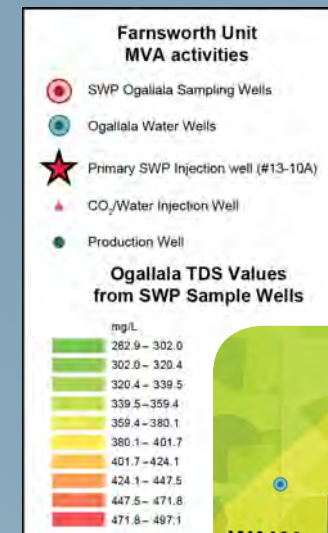 Farnsworth Unit
MVA activities
SWP Ogallala Sampling Wells
Ogallala Water Wells
Primary SWP Injection well (#13-10A)
CO₂/Water Injection Well
Production Well
Ogallala TDS Values
from SWP Sample Wells
mg/L
262.9 – 302.0
302.0 – 320.4
320.4 – 339.5
339.5 – 359.4
359.4 – 380.1
380.1 – 401.7
401.7 – 424.1
424.1 – 447.5
447.5 – 471.8
471.8 – 497.1